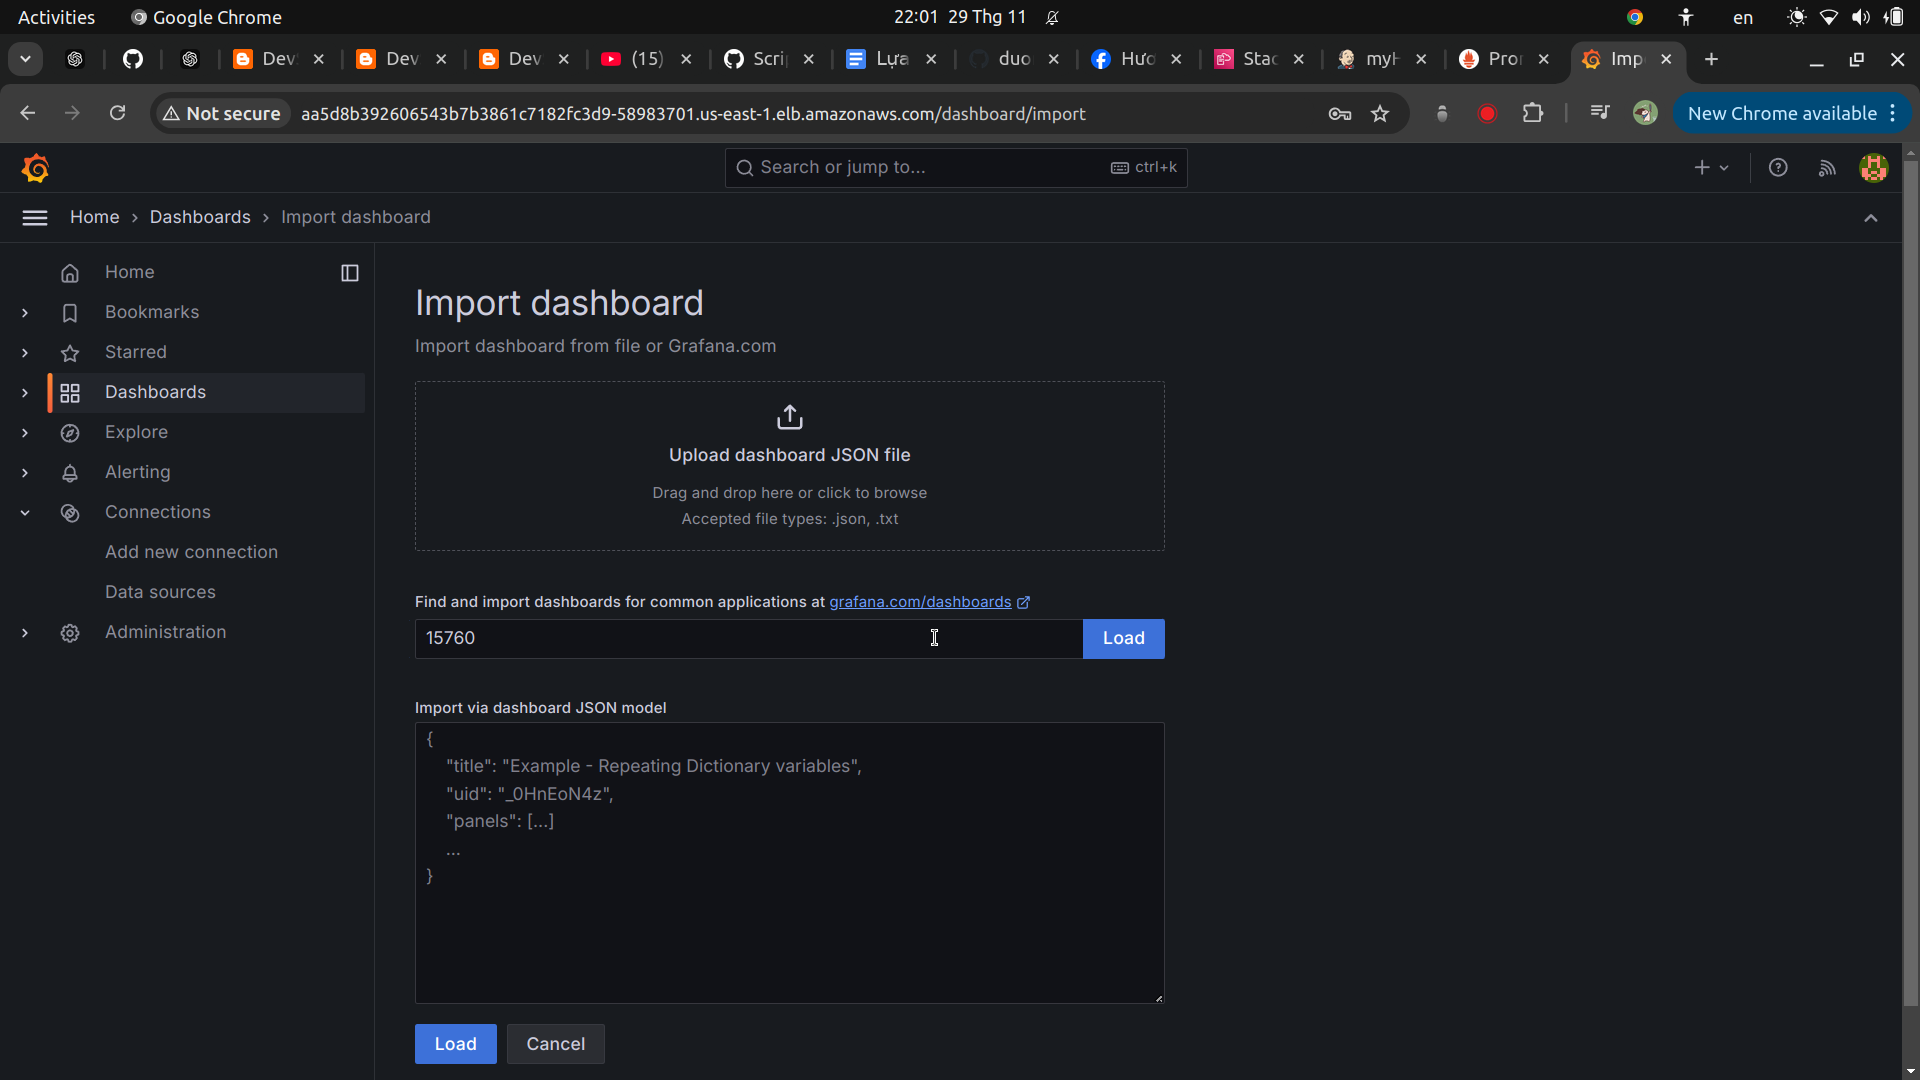 Activities
Google Chrome
22:01 29 Thg 11
en
Dev
Dev
Dev
(15)
Scri
Lựa
duo
Hướ
Stac
myH
Pro
Imp
Not secure
aa5d8b392606543b7b3861c7182fc3d9-58983701.us-east-1.elb.amazonaws.com/dashboard/import
New Chrome available
Search or jump to...
ctrl+k
Home
Dashboards
Import dashboard
Home
Bookmarks
Starred
Dashboards
Explore
Alerting
Connections
Add new connection
Data sources
Administration
Import dashboard
Import dashboard from file or Grafana.com
Upload dashboard JSON file
Drag and drop here or click to browse
Accepted file types: .json, .txt
Find and import dashboards for common applications at grafana.com/dashboards
15760
Load
Import via dashboard JSON model
{
"title": "Example - Repeating Dictionary variables",
"uid": "_0HnEoN4z",
"panels": [...]
...
}
Load
Cancel